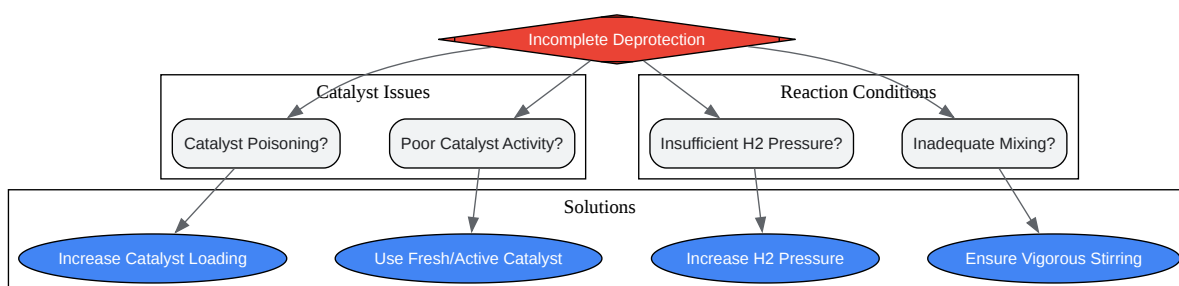 Incomplete Deprotection
Catalyst Issues
Reaction Conditions
Catalyst Poisoning?
Poor Catalyst Activity?
Insufficient H2 Pressure?
Inadequate Mixing?
Solutions
Increase Catalyst Loading
Use Fresh/Active Catalyst
Increase H2 Pressure
Ensure Vigorous Stirring